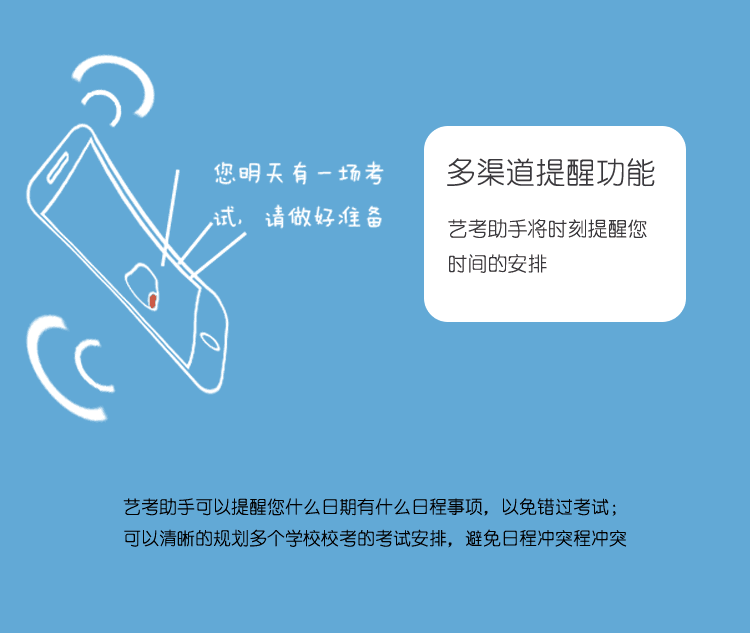 您明天有一场考
试，请做好准备
多渠道提醒功能
艺考助手将时刻提醒您
时间的安排
艺考助手可以提醒您什么日期有什么日程事项，以免错过考试；
可以清晰的规划多个学校校考的考试安排，避免日程冲突程冲突